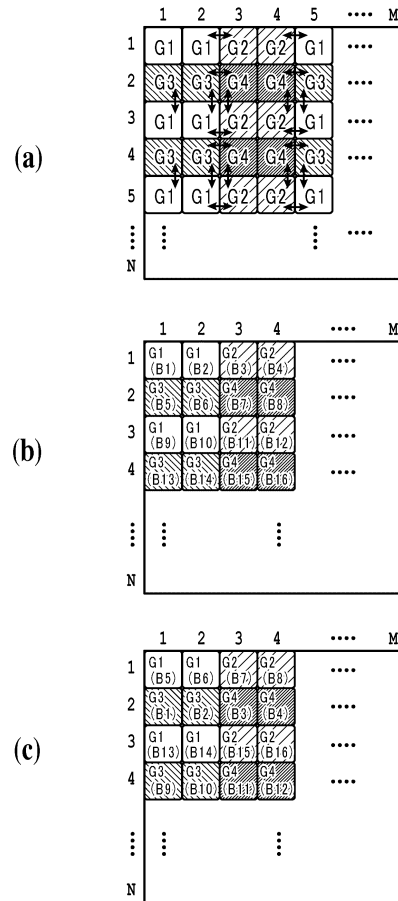 1 2 3 4 5 ···· M
1 G1 G1 G2 G2 G1 ····
2 G3 G3 G4 G4 G3
(a) 3 G1 G1 G2 G2 G1
4 G3 G3 G4 G4 G3
5 G1 G1 G2 G2 G1 ····
N
1 2 3 4 ···· M
1 G1 (B1) G1 (B2) G2 (B3) G2 (B4) ····
2 G3 (B5) G3 (B6) G4 (B7) G4 (B8)
(b) 3 G1 (B9) G1 (B10) G2 (B11) G2 (B12)
4 G3 (B13) G3 (B14) G4 (B15) G4 (B16) ····
N
1 2 3 4 ···· M
1 G1 (B5) G1 (B6) G2 (B7) G2 (B8) ····
2 G3 (B1) G3 (B2) G4 (B3) G4 (B4)
(c) 3 G1 (B13) G1 (B14) G2 (B15) G2 (B16)
4 G3 (B9) G3 (B10) G4 (B11) G4 (B12) ····
N